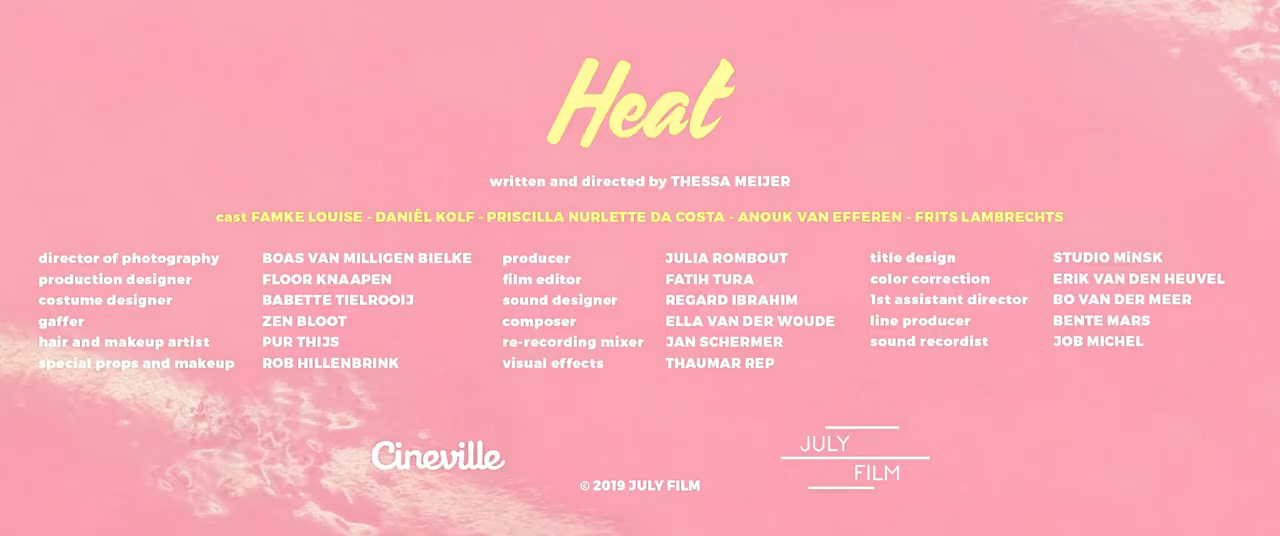 Heat
written and directed by THESSA MEIJER
cast FAMKE LOUISE - DANIËL KOLF - PRISCILLA NURLETTE DA COSTA - ANOUK VAN EFFEREN - FRITS LAMBRECHTS
director of photography BOAS VAN MILLIGEN BIELKE
production designer FLOOR KNAAPEN
costume designer BABETTE TIELROOIJ
gaffer ZEN BLOOT
hair and makeup artist PUR THIJS
special props and makeup ROB HILLENBRINK
producer JULIA ROMBOUT
film editor FATIH TURA
sound designer REGARD IBRAHIM
composer ELLA VAN DER WOUDE
re-recording mixer JAN SCHERMER
visual effects THAUMAR REP
title design STUDIO MiNSK
color correction ERIK VAN DEN HEUVEL
1st assistant director BO VAN DER MEER
line producer BENTE MARS
sound recordist JOB MICHEL
Cineville
JULY
FILM
© 2019 JULY FILM